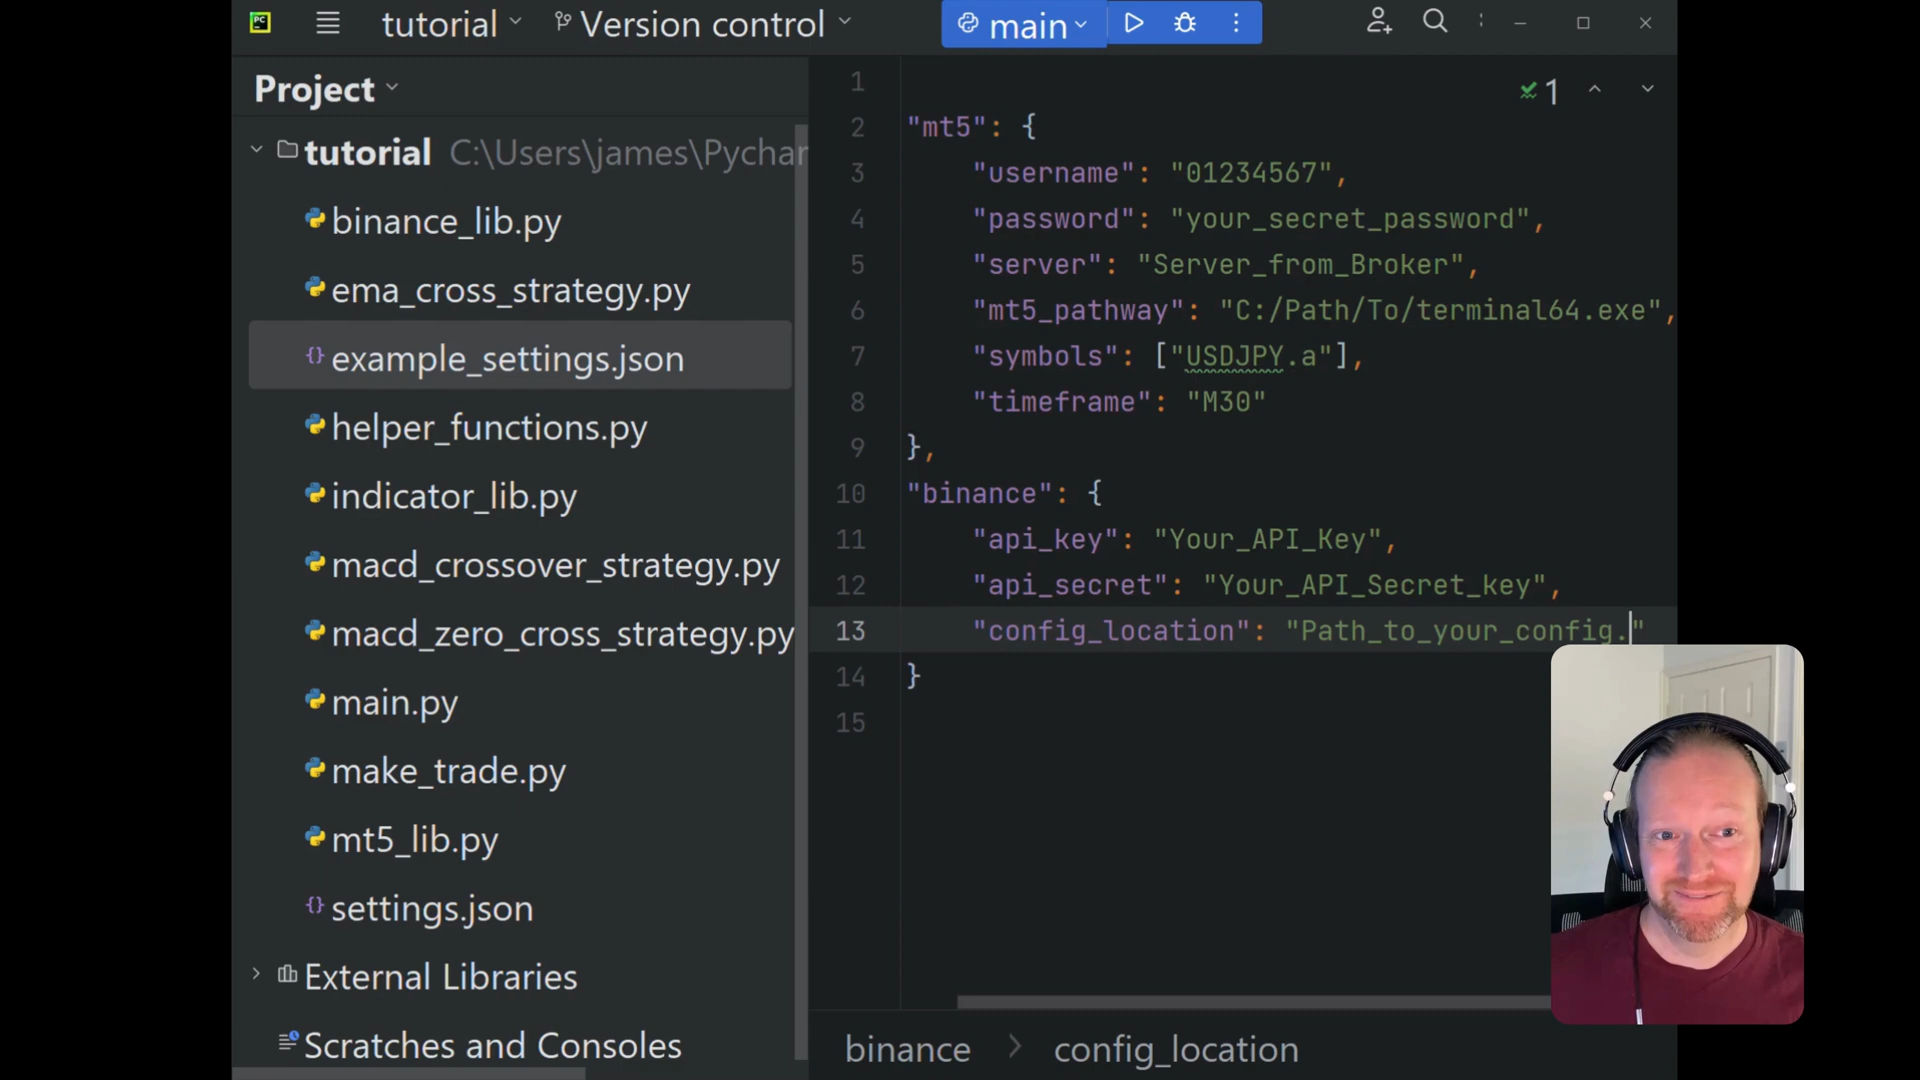 PC
tutorial
Version control
main
Project
tutorial C:\Users\james\Pychar
binance_lib.py
ema_cross_strategy.py
{} example_settings.json
helper_functions.py
indicator_lib.py
macd_crossover_strategy.py
macd_zero_cross_strategy.py
main.py
make_trade.py
mt5_lib.py
{} settings.json
External Libraries
Scratches and Consoles
1
1
2 "mt5": {
3 "username": "01234567",
4 "password": "your_secret_password",
5 "server": "Server_from_Broker",
6 "mt5_pathway": "C:/Path/To/terminal64.exe",
7 "symbols": ["USDJPY.a"],
8 "timeframe": "M30"
9 },
10 "binance": {
11 "api_key": "Your_API_Key",
12 "api_secret": "Your_API_Secret_key",
13 "config_location": "Path_to_your_config."
14 }
15
binance > config_location